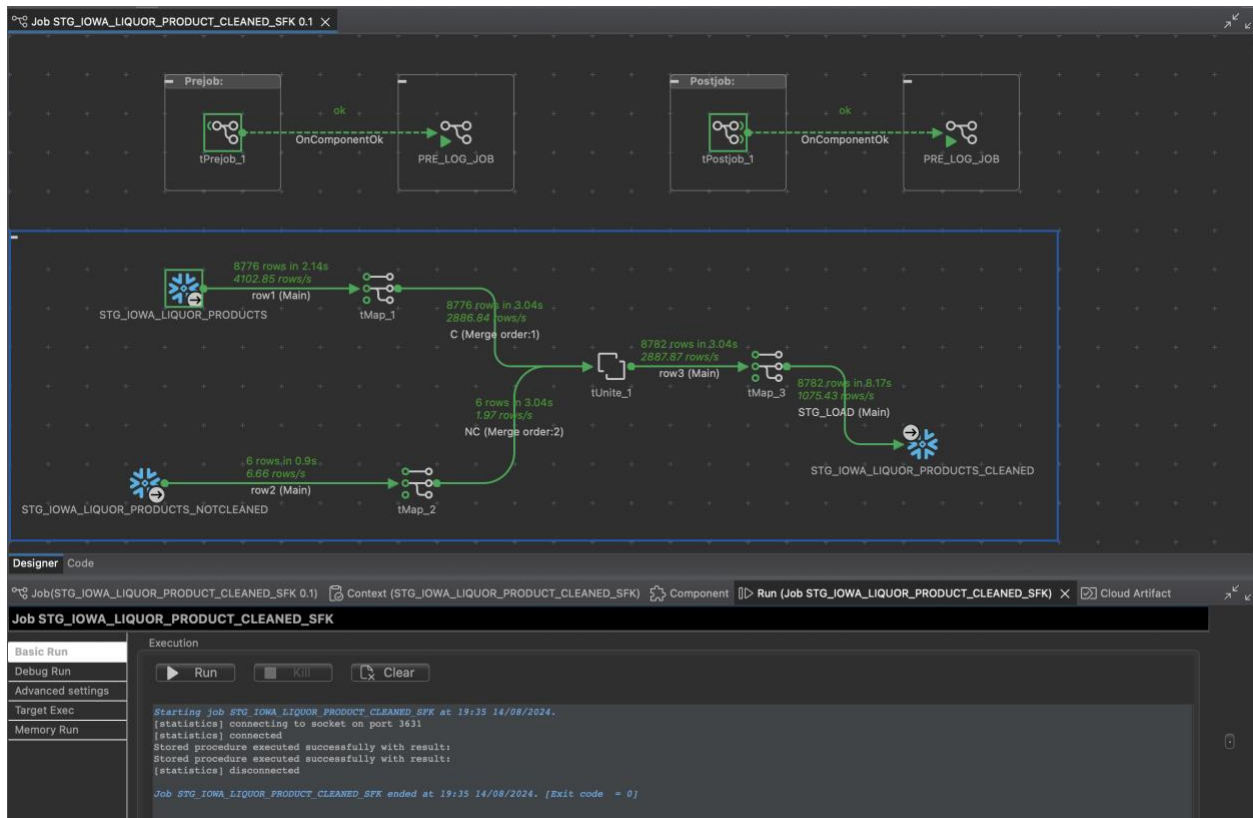 Job STG_IOWA_LIQUOR_PRODUCT_CLEANED_SFK 0.1
Prejob:
Postjob:
ok
ok
OnComponentOk
OnComponentOk
tPrejob_1
PRE_LOG_JOB
tPostjob_1
PRE_LOG_JOB
8776 rows in 2.14s
4102.85 rows/s
row1 (Main)
STG_IOWA_LIQUOR_PRODUCTS
tMap_1
8776 rows in 3.04s
2886.84 rows/s
C (Merge order:1)
8782 rows in 3.04s
2887.87 rows/s
row3 (Main)
tUnite_1
tMap_3
8782 rows in 8.17s
1075.43 rows/s
STG_LOAD (Main)
6 rows in 3.04s
1.97 rows/s
NC (Merge order:2)
STG_IOWA_LIQUOR_PRODUCTS_CLEANED
6 rows in 0.9s
6.66 rows/s
row2 (Main)
STG_IOWA_LIQUOR_PRODUCTS_NOTCLEANED
tMap_2
Designer Code
Job(STG_IOWA_LIQUOR_PRODUCT_CLEANED_SFK 0.1) Context (STG_IOWA_LIQUOR_PRODUCT_CLEANED_SFK) Component Run (Job STG_IOWA_LIQUOR_PRODUCT_CLEANED_SFK) Cloud Artifact
Job STG_IOWA_LIQUOR_PRODUCT_CLEANED_SFK
Basic Run
Debug Run
Advanced settings
Target Exec
Memory Run
Execution
Run Kill Clear
Starting job STG_IOWA_LIQUOR_PRODUCT_CLEANED_SFK at 19:35 14/08/2024.
[statistics] connecting to socket on port 3631
[statistics] connected
Stored procedure executed successfully with result:
Stored procedure executed successfully with result:
[statistics] disconnected
Job STG_IOWA_LIQUOR_PRODUCT_CLEANED_SFK ended at 19:35 14/08/2024. [Exit code = 0]